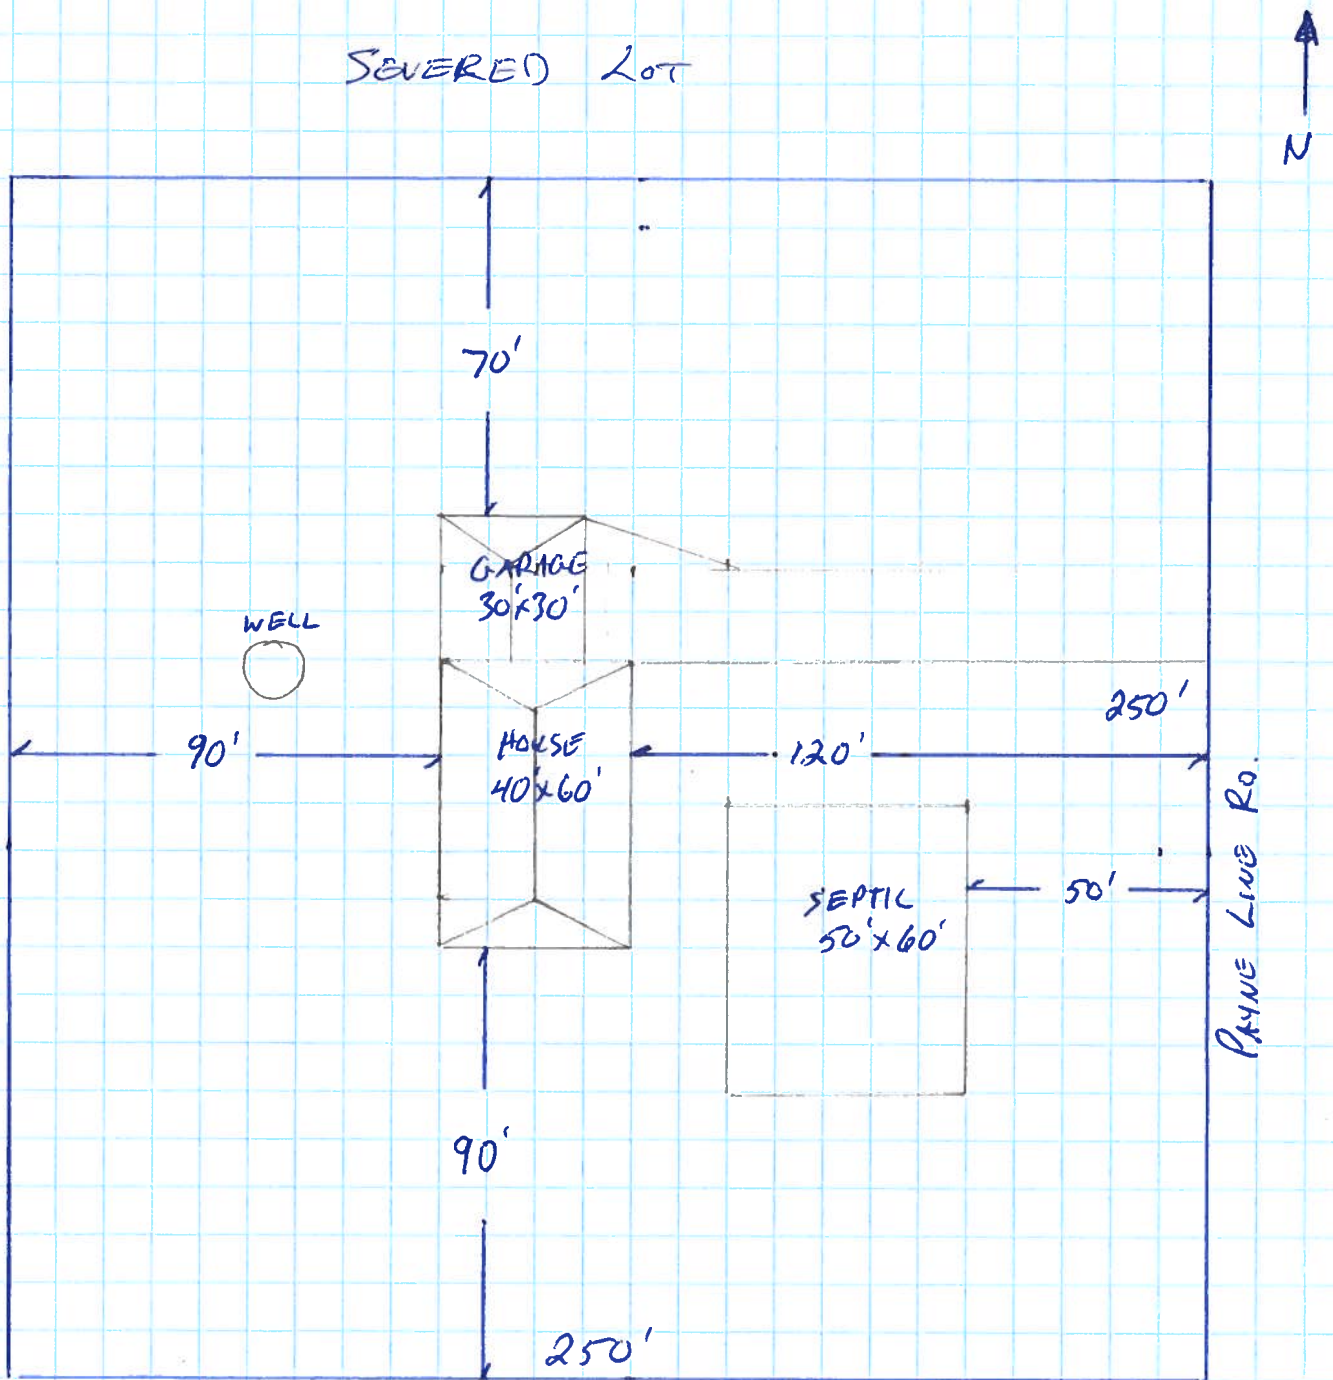 SEVERED LOT
N
70'
GARAGE
30'x30'
WELL
250'
90'
HOUSE
40'x60'
120'
SEPTIC
50'x60'
50'
PAYNE LINE RD.
90'
250'